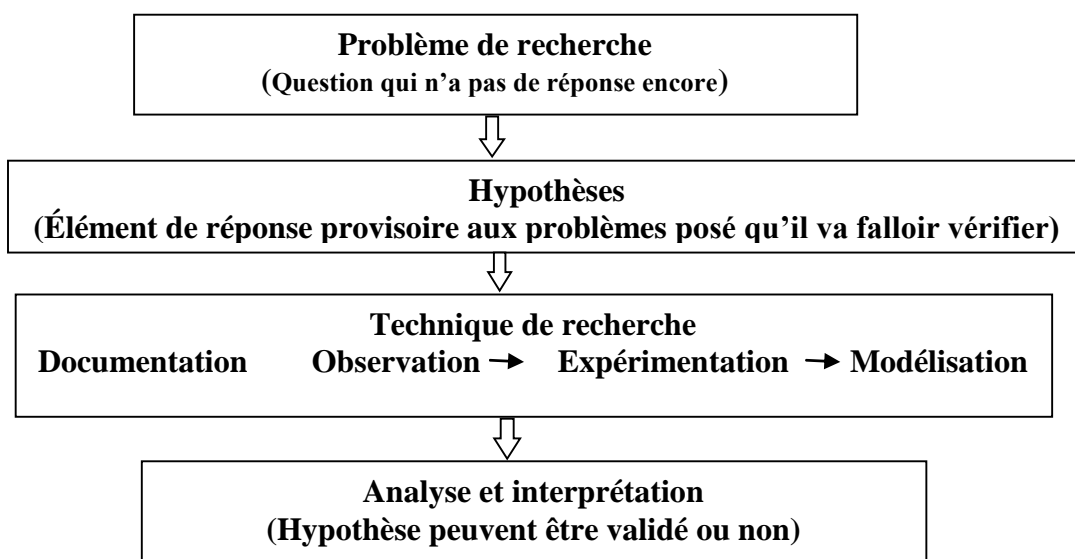 Problème de recherche
(Question qui n’a pas de réponse encore)
Hypothèses
(Élément de réponse provisoire aux problèmes posé qu’il va falloir vérifier)
Technique de recherche
Documentation Observation Expérimentation Modélisation
Analyse et interprétation
(Hypothèse peuvent être validé ou non)